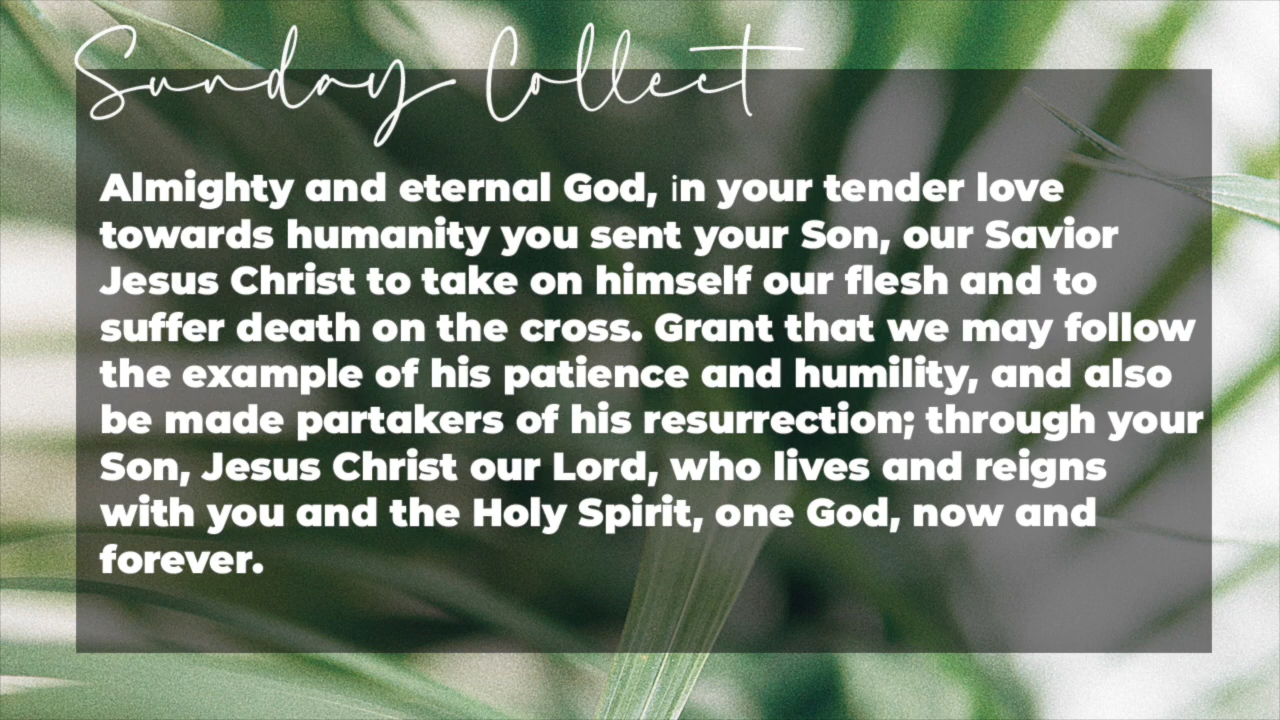 Sunday Collect
Almighty and eternal God, in your tender love
towards humanity you sent your Son, our Savior
Jesus Christ to take on himself our flesh and to
suffer death on the cross. Grant that we may follow
the example of his patience and humility, and also
be made partakers of his resurrection; through your
Son, Jesus Christ our Lord, who lives and reigns
with you and the Holy Spirit, one God, now and
forever.